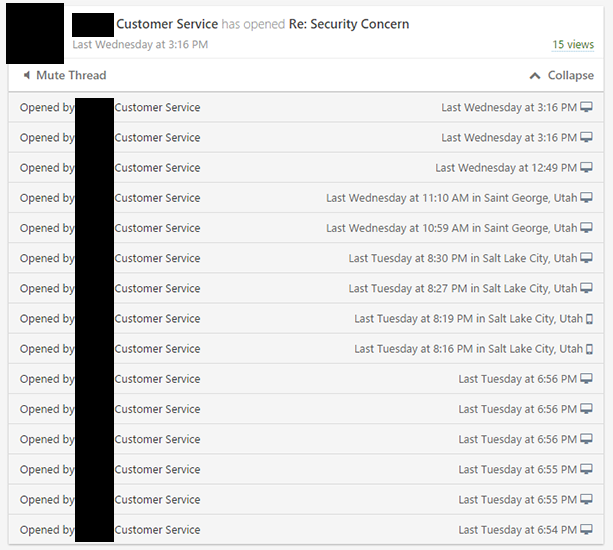 Customer Service has opened Re: Security Concern
Last Wednesday at 3:16 PM 15 views
Mute Thread Collapse
Opened by Customer Service Last Wednesday at 3:16 PM
Opened by Customer Service Last Wednesday at 3:16 PM
Opened by Customer Service Last Wednesday at 12:49 PM
Opened by Customer Service Last Wednesday at 11:10 AM in Saint George, Utah
Opened by Customer Service Last Wednesday at 10:59 AM in Saint George, Utah
Opened by Customer Service Last Tuesday at 8:30 PM in Salt Lake City, Utah
Opened by Customer Service Last Tuesday at 8:27 PM in Salt Lake City, Utah
Opened by Customer Service Last Tuesday at 8:19 PM in Salt Lake City, Utah
Opened by Customer Service Last Tuesday at 8:16 PM in Salt Lake City, Utah
Opened by Customer Service Last Tuesday at 6:56 PM
Opened by Customer Service Last Tuesday at 6:56 PM
Opened by Customer Service Last Tuesday at 6:56 PM
Opened by Customer Service Last Tuesday at 6:55 PM
Opened by Customer Service Last Tuesday at 6:55 PM
Opened by Customer Service Last Tuesday at 6:54 PM